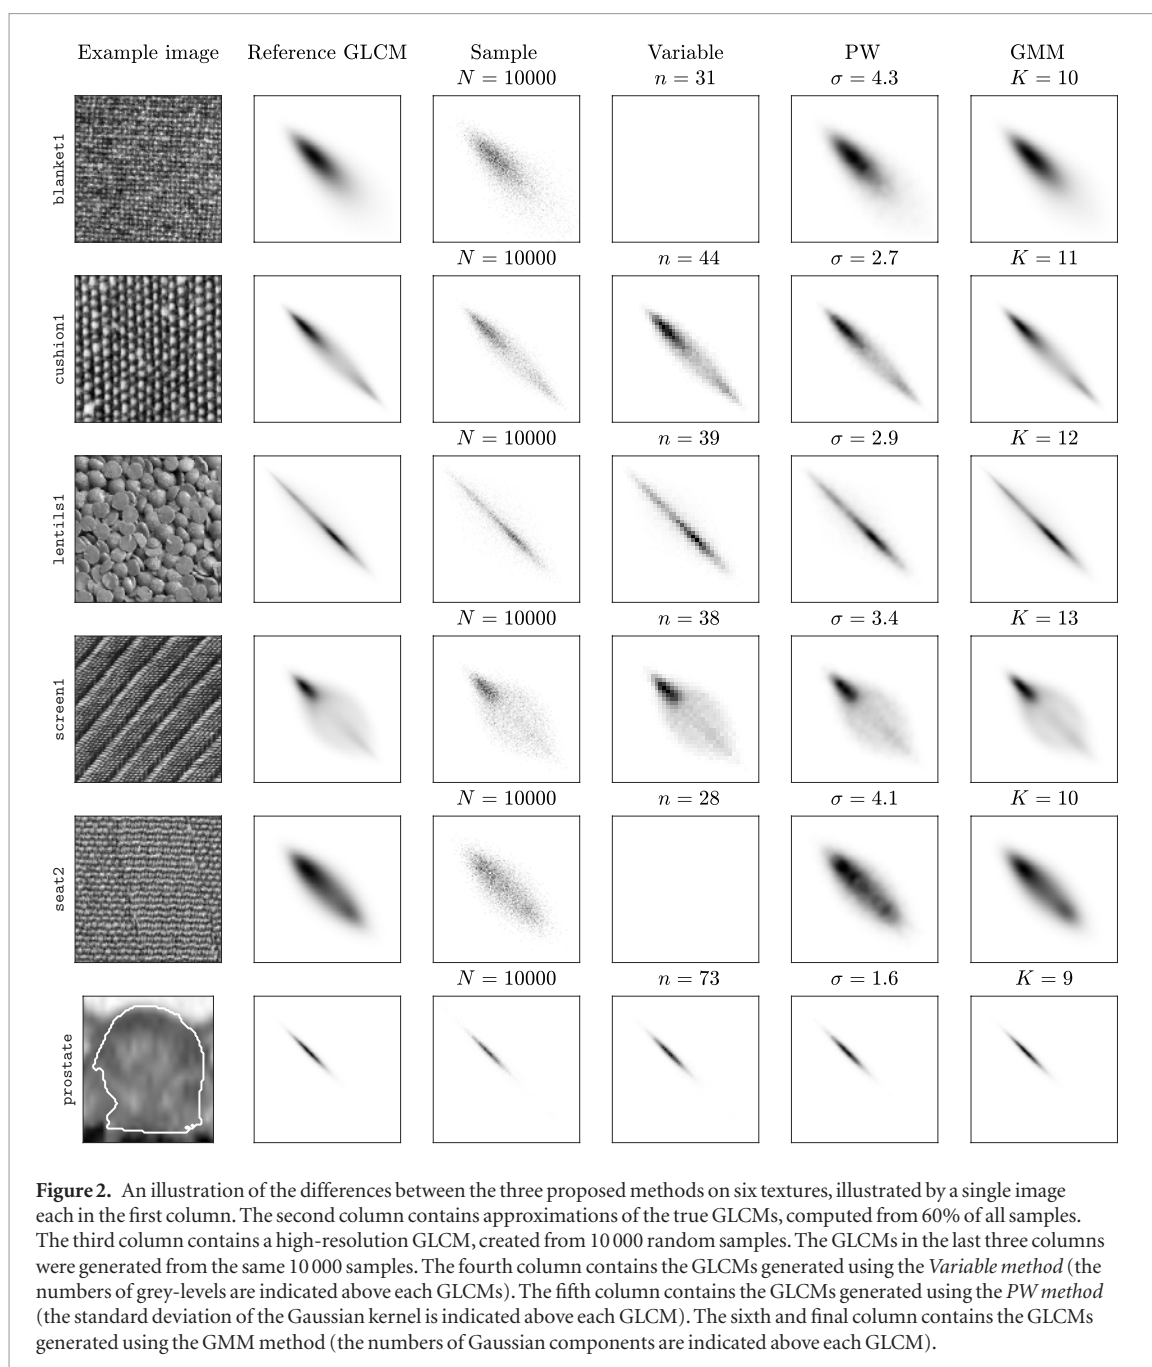 Example image Reference GLCM Sample Variable PW GMM
N = 10000 n = 31 σ = 4.3 K = 10
blanket1
N = 10000 n = 44 σ = 2.7 K = 11
cushion1
N = 10000 n = 39 σ = 2.9 K = 12
lentils1
N = 10000 n = 38 σ = 3.4 K = 13
screen1
N = 10000 n = 28 σ = 4.1 K = 10
seat2
N = 10000 n = 73 σ = 1.6 K = 9
prostate
Figure 2. An illustration of the differences between the three proposed methods on six textures, illustrated by a single image
each in the first column. The second column contains approximations of the true GLCMs, computed from 60% of all samples.
The third column contains a high-resolution GLCM, created from 10 000 random samples. The GLCMs in the last three columns
were generated from the same 10 000 samples. The fourth column contains the GLCMs generated using the Variable method (the
numbers of grey-levels are indicated above each GLCMs). The fifth column contains the GLCMs generated using the PW method
(the standard deviation of the Gaussian kernel is indicated above each GLCM). The sixth and final column contains the GLCMs
generated using the GMM method (the numbers of Gaussian components are indicated above each GLCM).